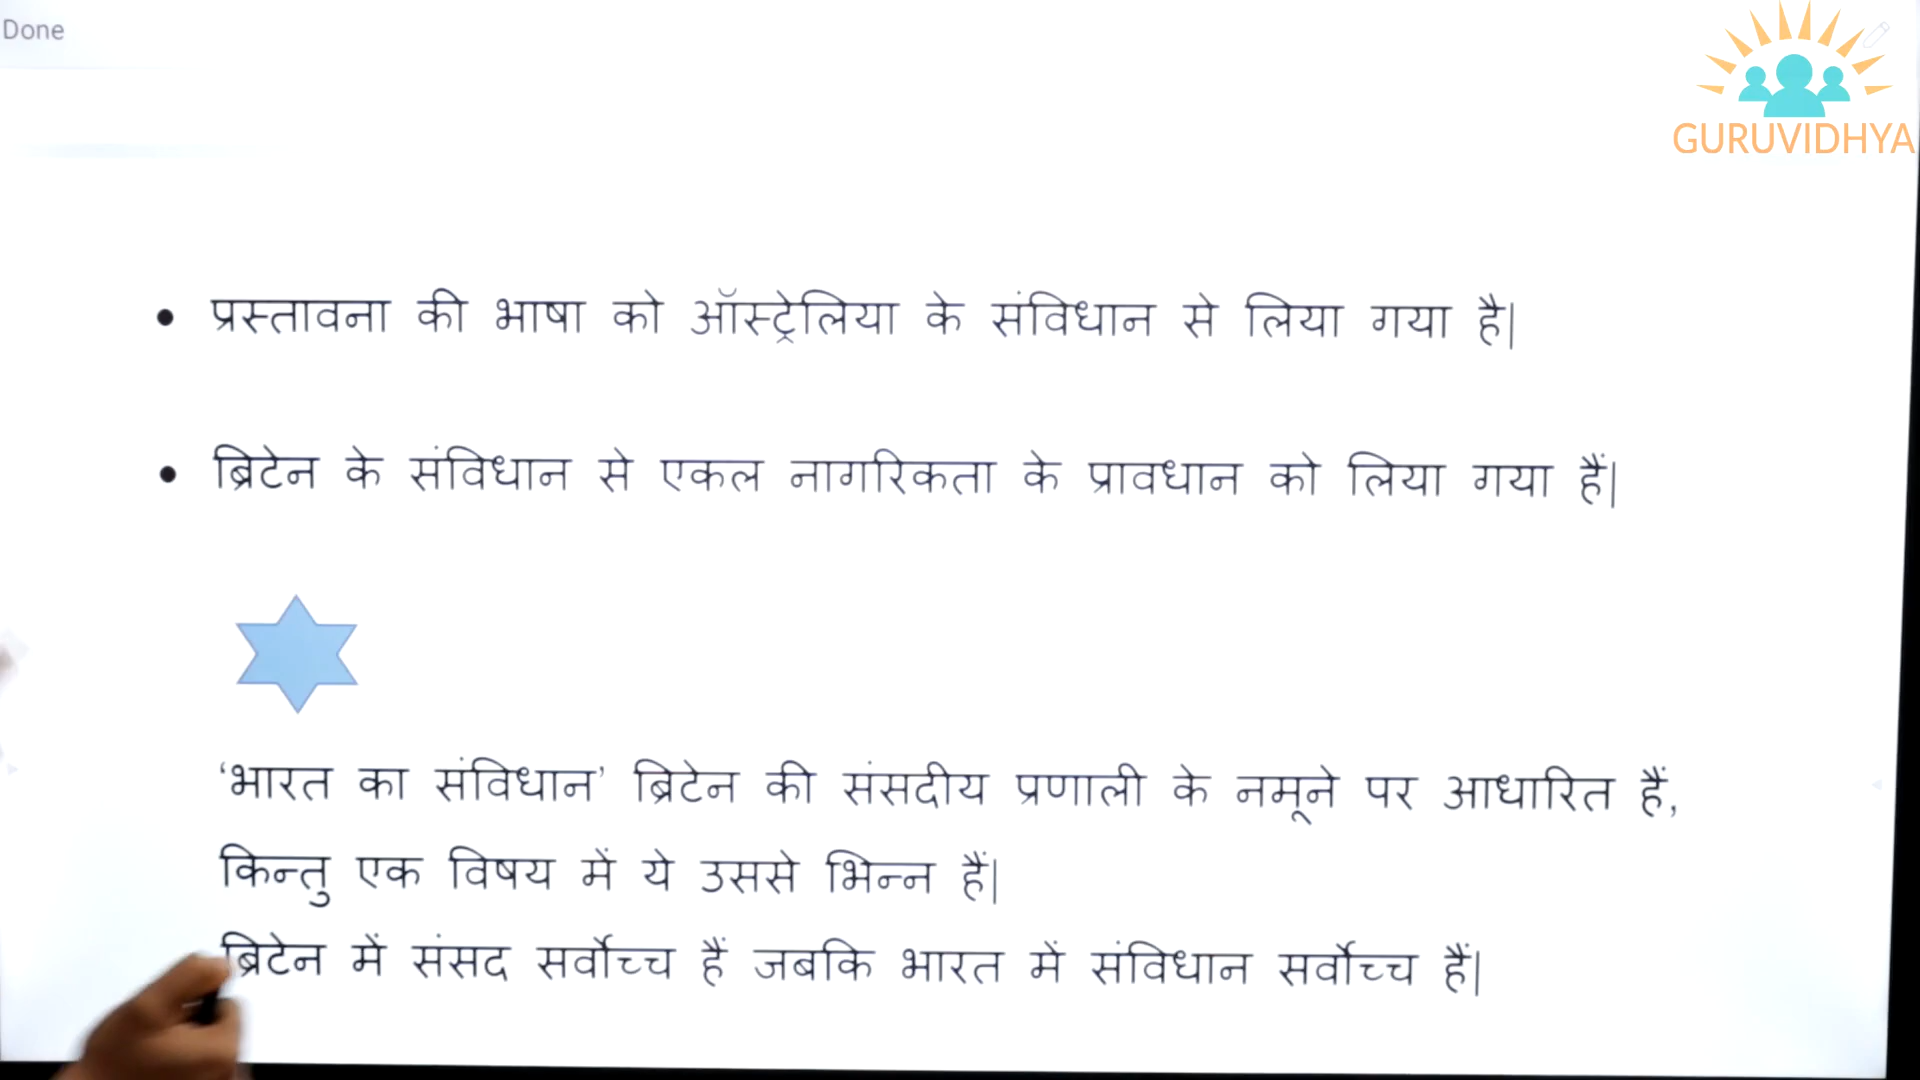 Done
GURUVIDHYA
• प्रस्तावना की भाषा को ऑस्ट्रेलिया के संविधान से लिया गया है|
• ब्रिटेन के संविधान से एकल नागरिकता के प्रावधान को लिया गया हैं|
‘भारत का संविधान’ ब्रिटेन की संसदीय प्रणाली के नमूने पर आधारित हैं,
किन्तु एक विषय में ये उससे भिन्न हैं|
ब्रिटेन में संसद सर्वोच्च हैं जबकि भारत में संविधान सर्वोच्च हैं|